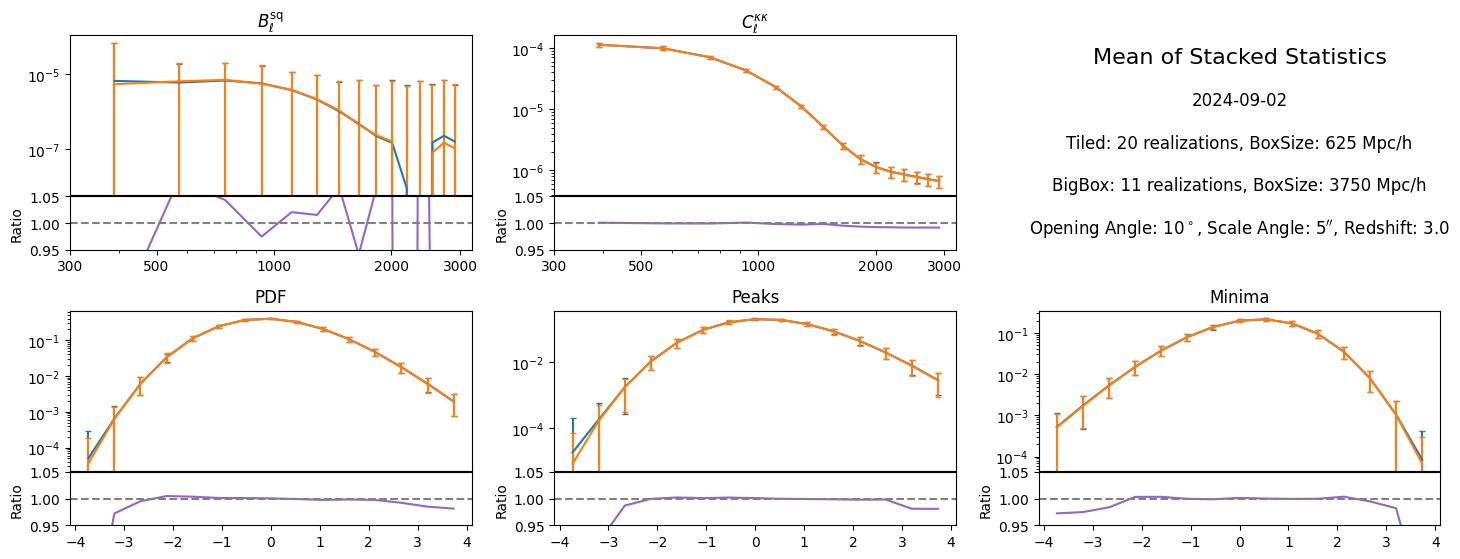 $B_\ell^{\mathrm{sq}}$
10⁻⁵
10⁻⁷
1.05
1.00
0.95
Ratio
300 500 1000 2000 3000
$C_\ell^{\kappa\kappa}$
10⁻⁴
10⁻⁵
10⁻⁶
1.05
1.00
0.95
Ratio
300 500 1000 2000 3000
Mean of Stacked Statistics
2024-09-02
Tiled: 20 realizations, BoxSize: 625 Mpc/h
BigBox: 11 realizations, BoxSize: 3750 Mpc/h
Opening Angle: 10°, Scale Angle: 5′′, Redshift: 3.0
PDF
10⁻¹
10⁻²
10⁻³
10⁻⁴
1.05
1.00
0.95
Ratio
−4 −3 −2 −1 0 1 2 3 4
Peaks
10⁻²
10⁻⁴
1.05
1.00
0.95
Ratio
−4 −3 −2 −1 0 1 2 3 4
Minima
10⁻¹
10⁻²
10⁻³
10⁻⁴
1.05
1.00
0.95
Ratio
−4 −3 −2 −1 0 1 2 3 4